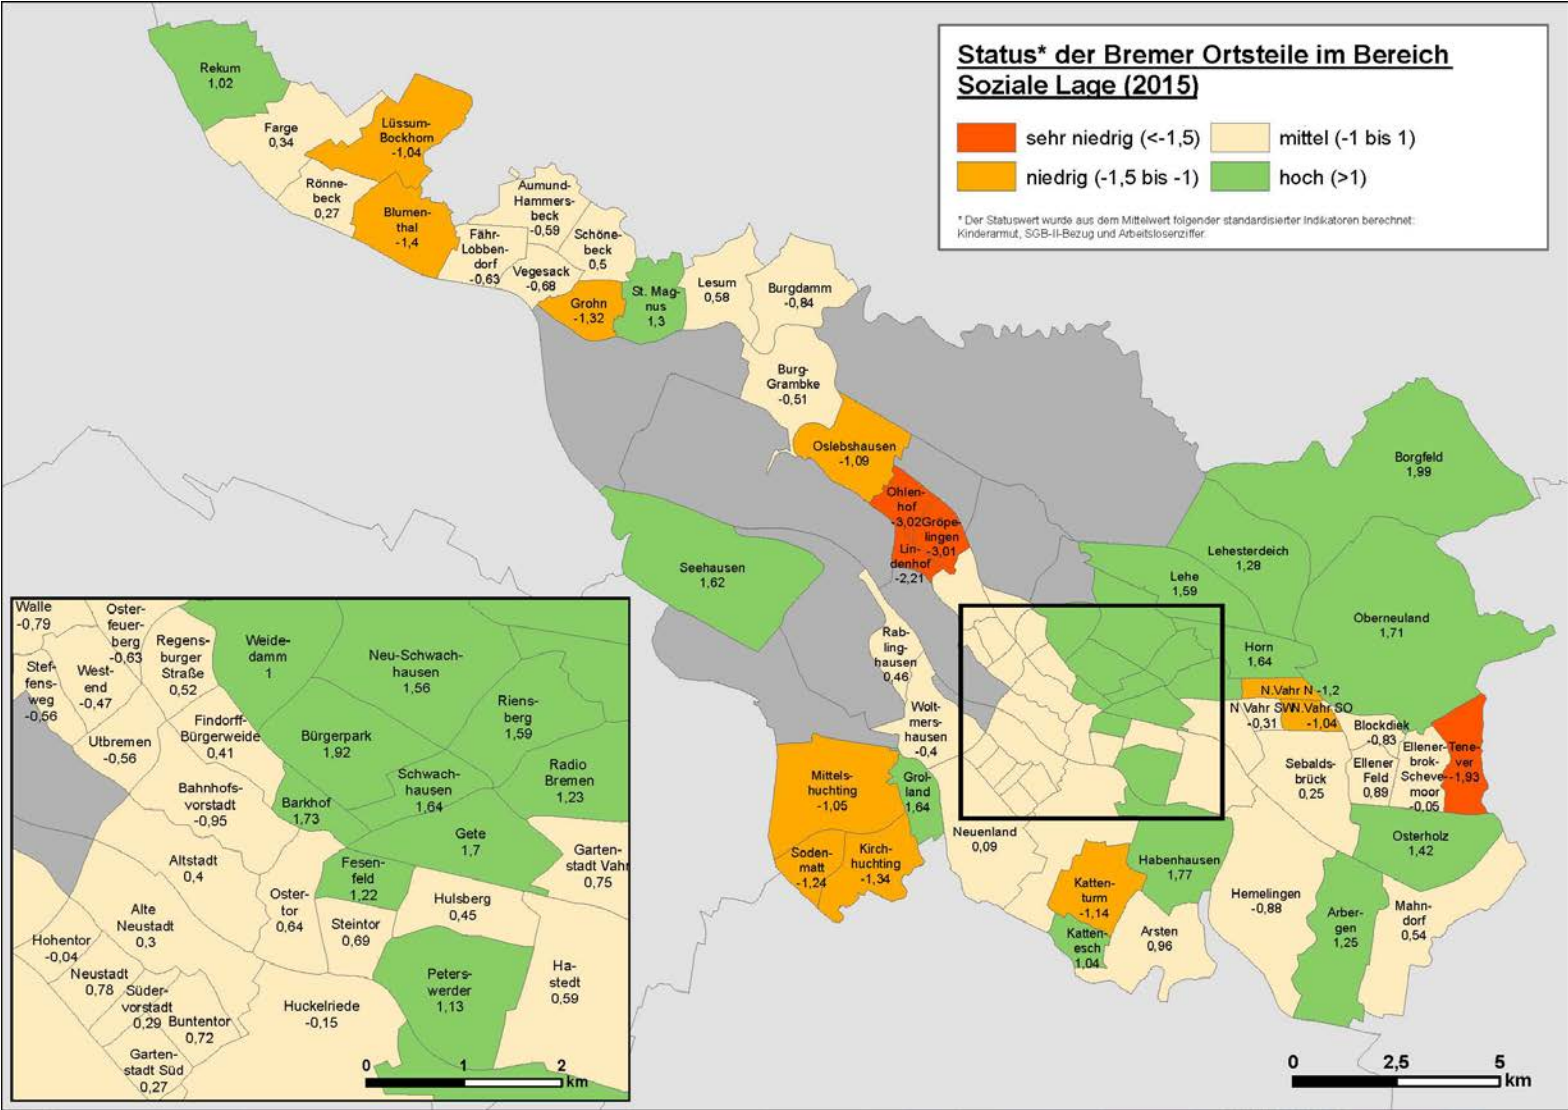 Status* der Bremer Ortsteile im Bereich
Soziale Lage (2015)
sehr niedrig (<-1,5)
mittel (-1 bis 1)
niedrig (-1,5 bis -1)
hoch (>1)
* Der Statuswert wurde aus dem Mittelwert folgender standardisierter Indikatoren berechnet:
Kinderarmut, SGB-II-Bezug und Arbeitslosenziffer.
Rekum
1,02
Farge
0,34
Lüssum-
Bockhorn
-1,04
Rönne-
beck
0,27
Blumen-
thal
-1,4
Aumund-
Hammers-
beck
-0,59
Fähr-
Lobben-
dorf
-0,63
Vegesack
-0,68
Schöne-
beck
0,5
Grohn
-1,32
St. Mag-
nus
1,3
Lesum
0,58
Burgdamm
-0,84
Burg-
Grambke
-0,51
Oslebshausen
-1,09
Ohlen-
hof
-3,02
Gröpe-
lingen
-3,01
Lin-
denhof
-2,21
Seehausen
1,62
Borgfeld
1,99
Lehesterdeich
1,28
Lehe
1,59
Oberneuland
1,71
Horn
1,64
Rab-
ling-
hausen
0,46
Wolt-
mers-
hausen
-0,4
N.Vahr N -1,2
N Vahr SW
-0,31
N.Vahr SO
-1,04
Blockdiek
-0,83
Ellener-
brok-
Scheve-
moor
-0,05
Tene-
ver
-1,93
Sebalds-
brück
0,25
Ellener
Feld
0,89
Mittels-
huchting
-1,05
Grol-
land
1,64
Soden-
matt
-1,24
Kirch-
huchting
-1,34
Neuenland
0,09
Habenhausen
1,77
Katten-
turm
-1,14
Katten-
esch
1,04
Arsten
0,96
Hemelingen
-0,88
Osterholz
1,42
Arber-
gen
1,25
Mahn-
dorf
0,54
Walle
-0,79
Oster-
feuer-
berg
-0,63
Regens-
burger
Straße
0,52
Weide-
damm
1
Neu-Schwach-
hausen
1,56
Stef-
fens-
weg
-0,56
West-
end
-0,47
Riens-
berg
1,59
Utbremen
-0,56
Findorff-
Bürgerweide
0,41
Bürgerpark
1,92
Radio
Bremen
1,23
Schwach-
hausen
1,64
Bahnhofs-
vorstadt
-0,95
Barkhof
1,73
Gete
1,7
Altstadt
0,4
Fesen-
feld
1,22
Garten-
stadt Vahr
0,75
Oster-
tor
0,64
Hulsberg
0,45
Steintor
0,69
Alte
Neustadt
0,3
Hohentor
-0,04
Neustadt
0,78
Süder-
vorstadt
0,29
Buntentor
0,72
Garten-
stadt Süd
0,27
Huckelriede
-0,15
Peters-
werder
1,13
Ha-
stedt
0,59
0 1 2
km
0 2,5 5
km